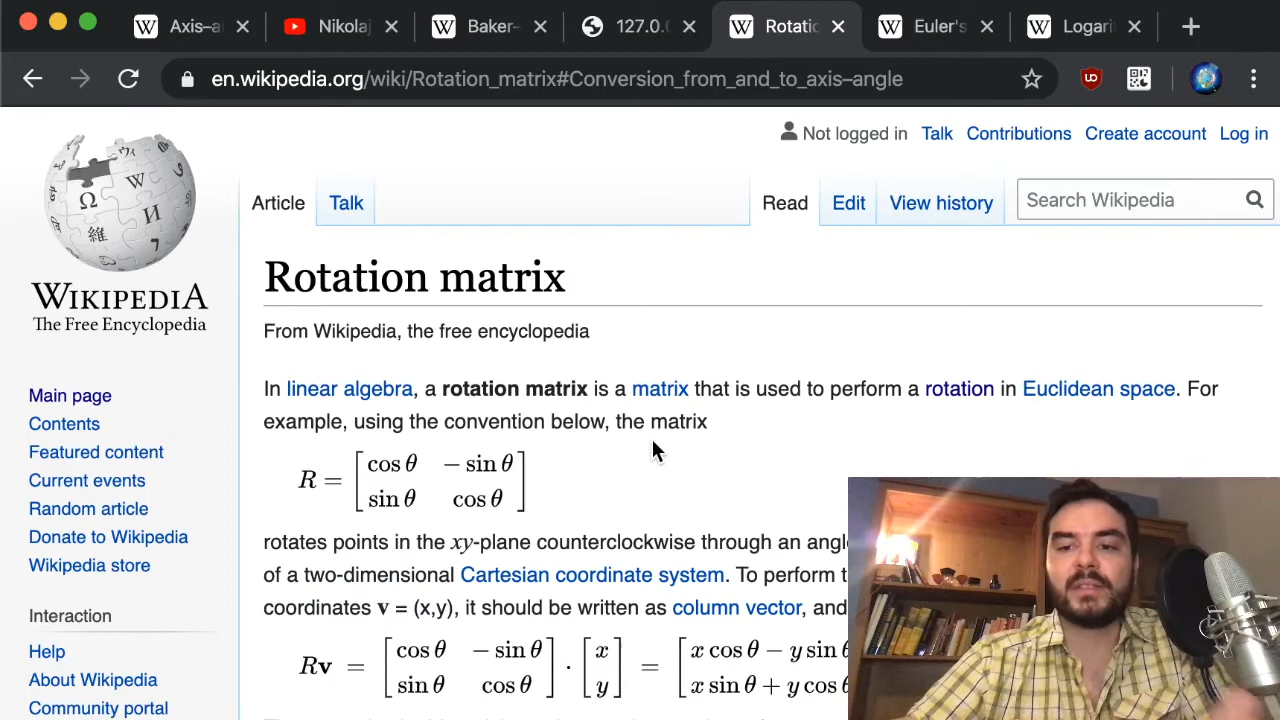 Axis–a
Nikolaj
Baker-
127.0.
Rotatic
Euler's
Logari
en.wikipedia.org/wiki/Rotation_matrix#Conversion_from_and_to_axis–angle
Not logged in Talk Contributions Create account Log in
Article Talk Read Edit View history Search Wikipedia
WIKIPEDIA
The Free Encyclopedia
Rotation matrix
From Wikipedia, the free encyclopedia
In linear algebra, a rotation matrix is a matrix that is used to perform a rotation in Euclidean space. For
example, using the convention below, the matrix
R = [ cos θ − sin θ
sin θ cos θ ]
rotates points in the xy-plane counterclockwise through an angl
of a two-dimensional Cartesian coordinate system. To perform t
coordinates v = (x,y), it should be written as column vector, and
Rv = [ cos θ − sin θ
sin θ cos θ ] · [ x
y ] = [ x cos θ − y sin θ
x sin θ + y cos θ
Main page
Contents
Featured content
Current events
Random article
Donate to Wikipedia
Wikipedia store
Interaction
Help
About Wikipedia
Community portal